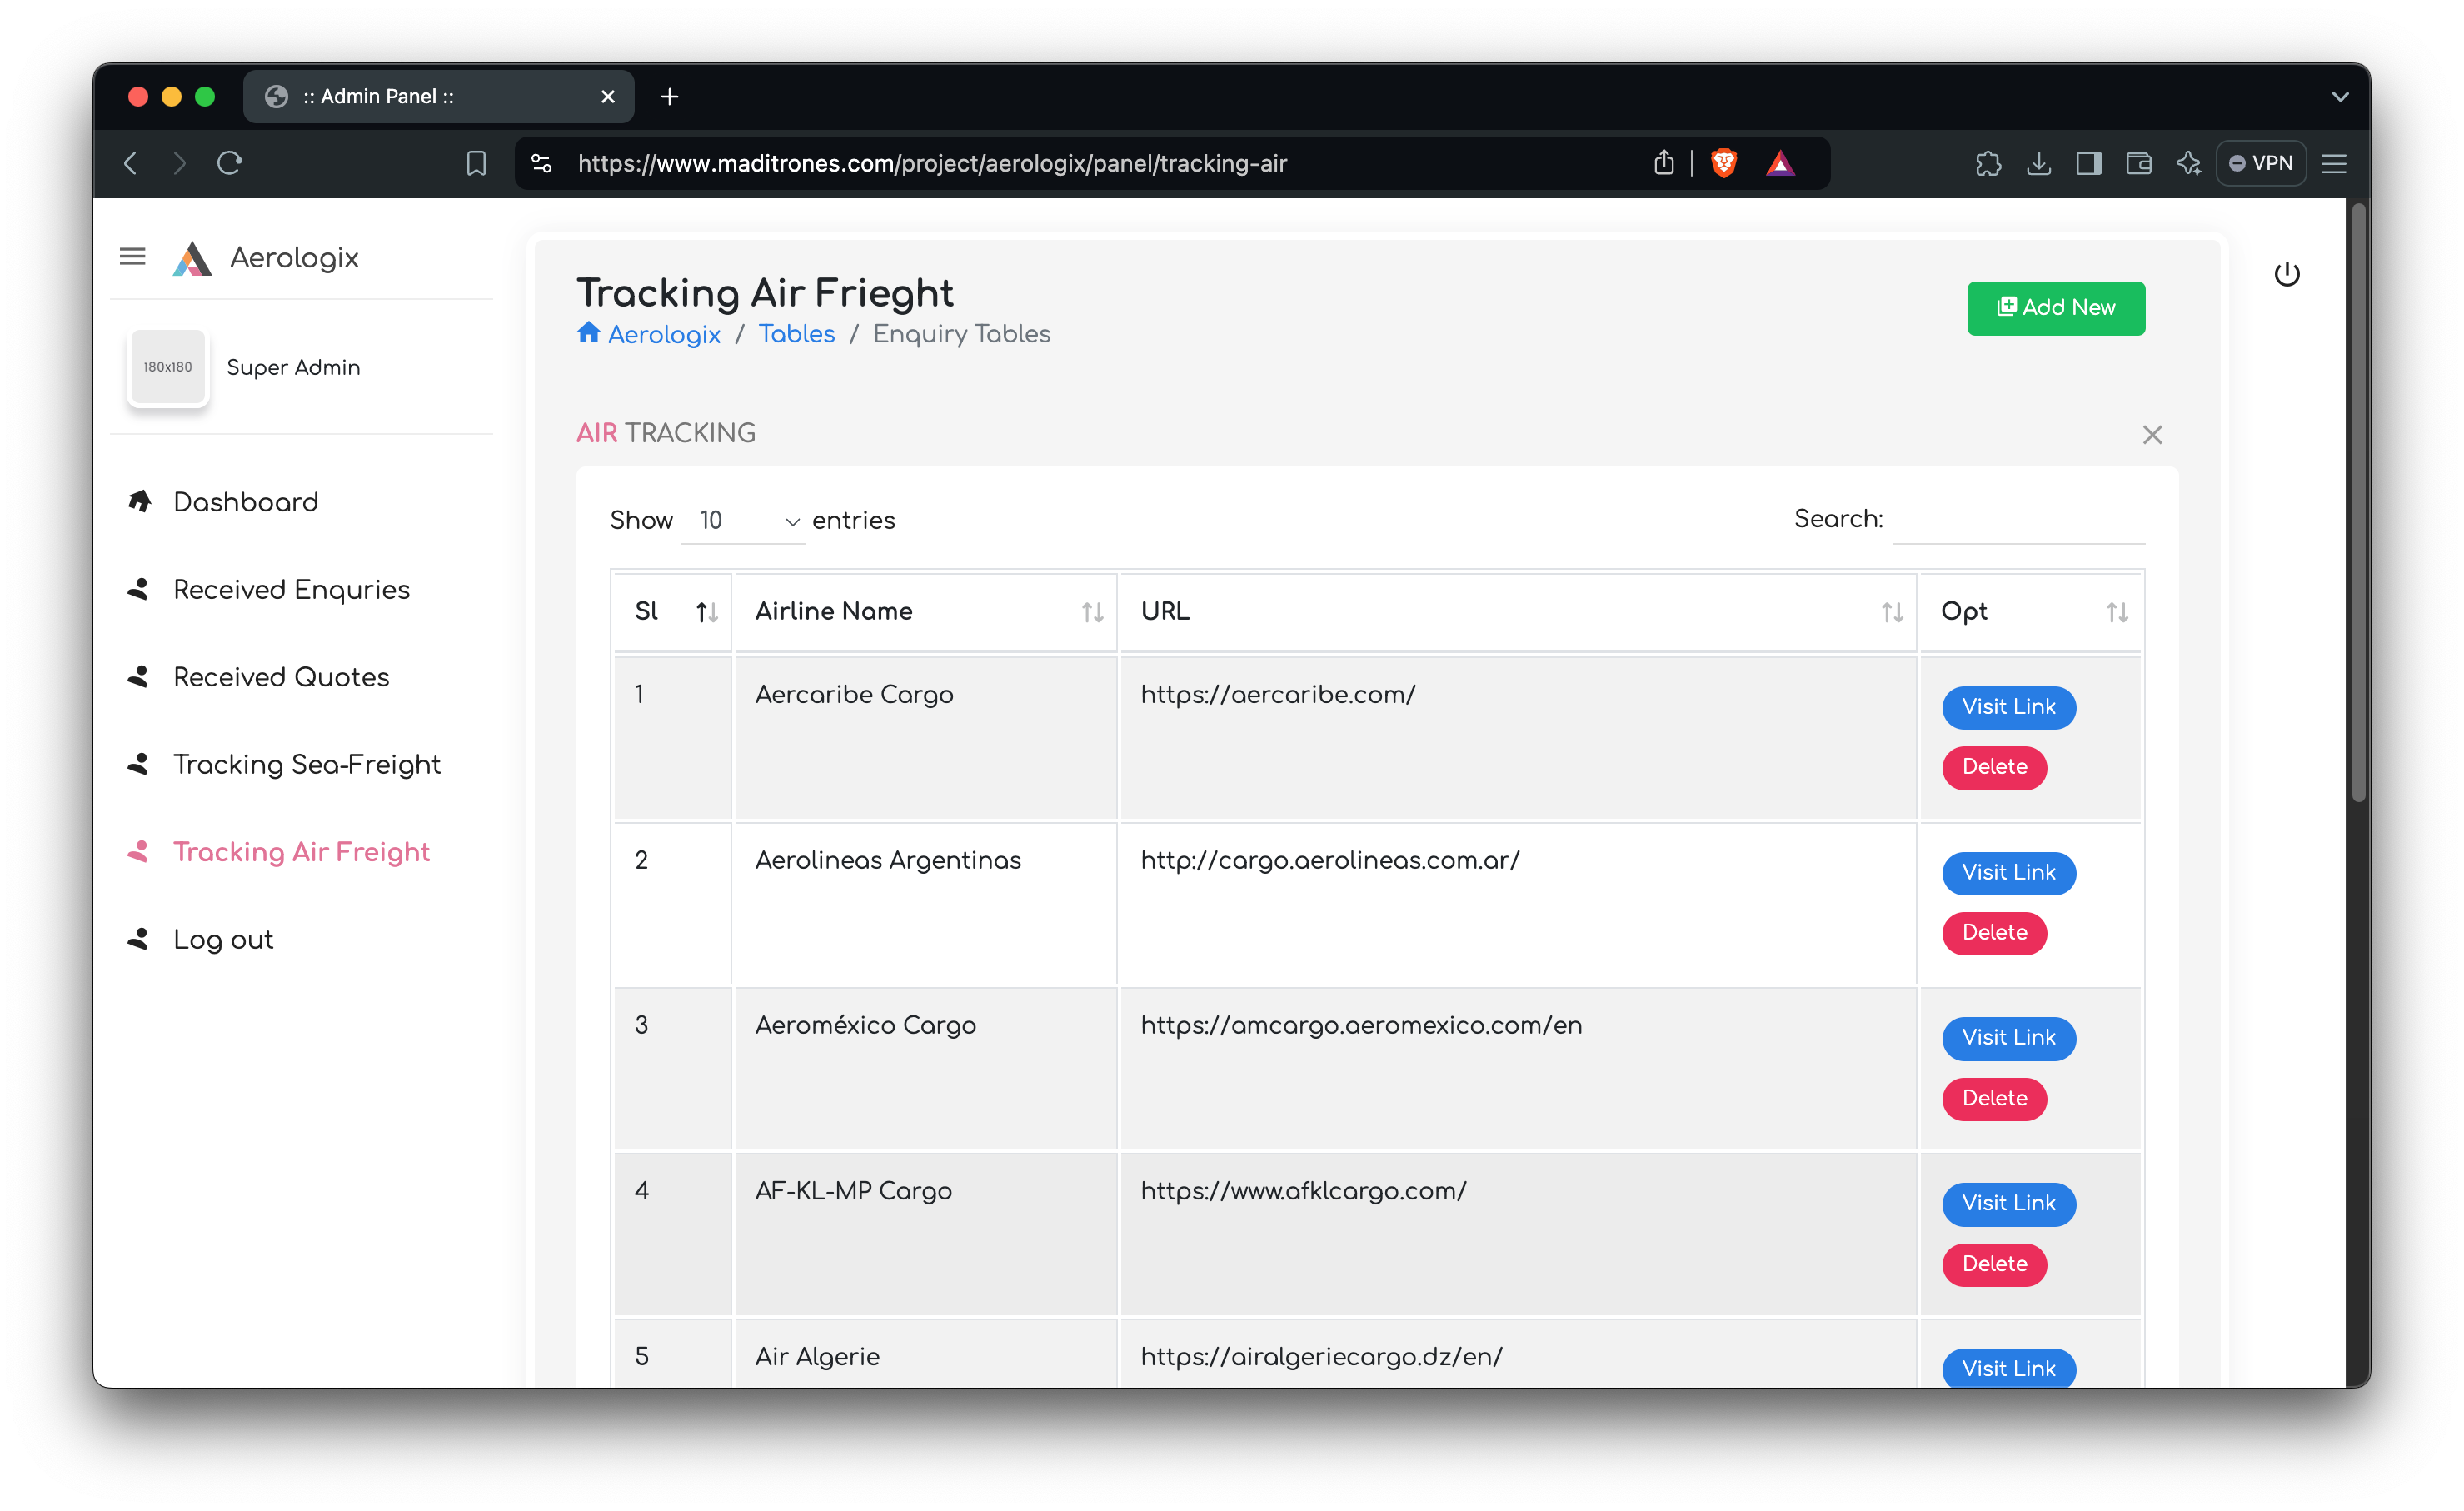 :: Admin Panel ::
https://www.maditrones.com/project/aerologix/panel/tracking-air
VPN
Aerologix
180x180
Super Admin
Dashboard
Received Enquries
Received Quotes
Tracking Sea-Freight
Tracking Air Freight
Log out
Tracking Air Frieght
Aerologix / Tables / Enquiry Tables
Add New
AIR TRACKING
Show 10 entries
Search:
Sl Airline Name URL Opt
1 Aercaribe Cargo https://aercaribe.com/ Visit Link
Delete
2 Aerolineas Argentinas http://cargo.aerolineas.com.ar/ Visit Link
Delete
3 Aeroméxico Cargo https://amcargo.aeromexico.com/en Visit Link
Delete
4 AF-KL-MP Cargo https://www.afklcargo.com/ Visit Link
Delete
5 Air Algerie https://airalgeriecargo.dz/en/ Visit Link